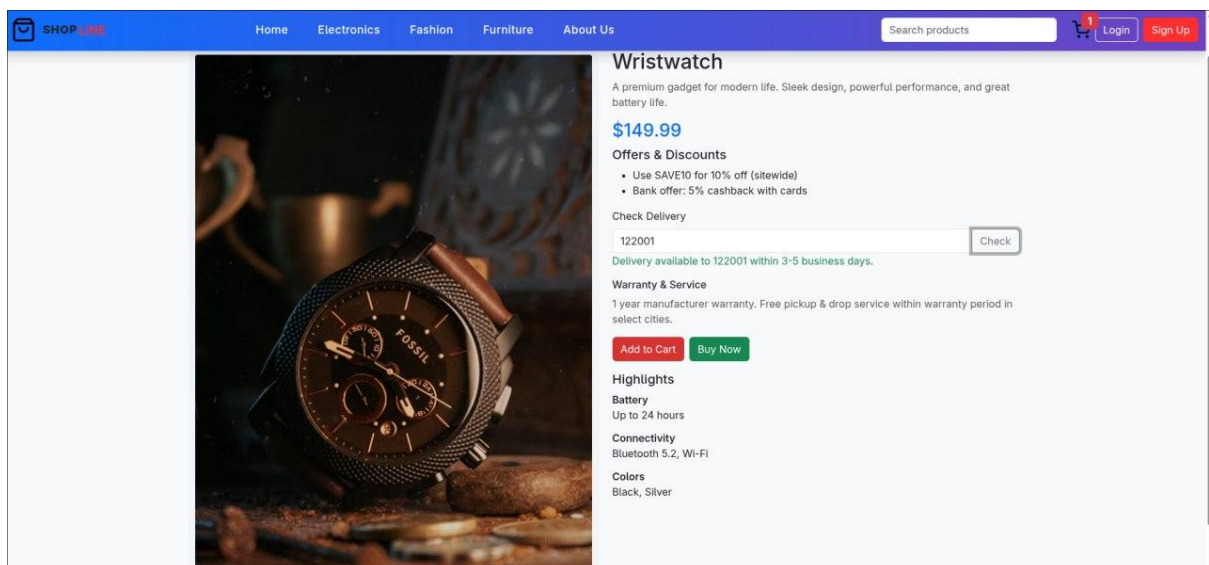 SHOPLINE
Home Electronics Fashion Furniture About Us
Search products
1
Login
Sign Up
Wristwatch
A premium gadget for modern life. Sleek design, powerful performance, and great
battery life.
$149.99
Offers & Discounts
• Use SAVE10 for 10% off (sitewide)
• Bank offer: 5% cashback with cards
Check Delivery
122001
Check
Delivery available to 122001 within 3-5 business days.
Warranty & Service
1 year manufacturer warranty. Free pickup & drop service within warranty period in
select cities.
Add to Cart
Buy Now
Highlights
Battery
Up to 24 hours
Connectivity
Bluetooth 5.2, Wi-Fi
Colors
Black, Silver
FOSSIL